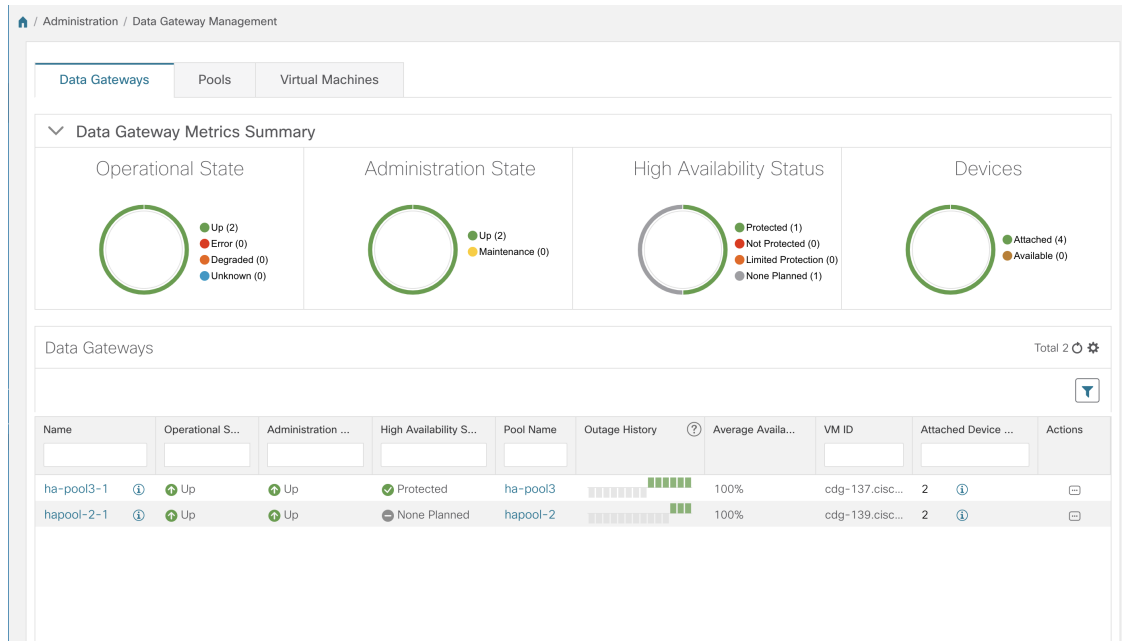 / Administration / Data Gateway Management
Data Gateways Pools Virtual Machines
Data Gateway Metrics Summary
Operational State
Up (2)
Error (0)
Degraded (0)
Unknown (0)
Administration State
Up (2)
Maintenance (0)
High Availability Status
Protected (1)
Not Protected (0)
Limited Protection (0)
None Planned (1)
Devices
Attached (4)
Available (0)
Data Gateways Total 2
Name Operational S... Administration ... High Availability S... Pool Name Outage History ? Average Availa... VM ID Attached Device ... Actions
ha-pool3-1 i Up Up Protected ha-pool3 100% cdg-137.cisc... 2 i
hapool-2-1 i Up Up None Planned hapool-2 100% cdg-139.cisc... 2 i